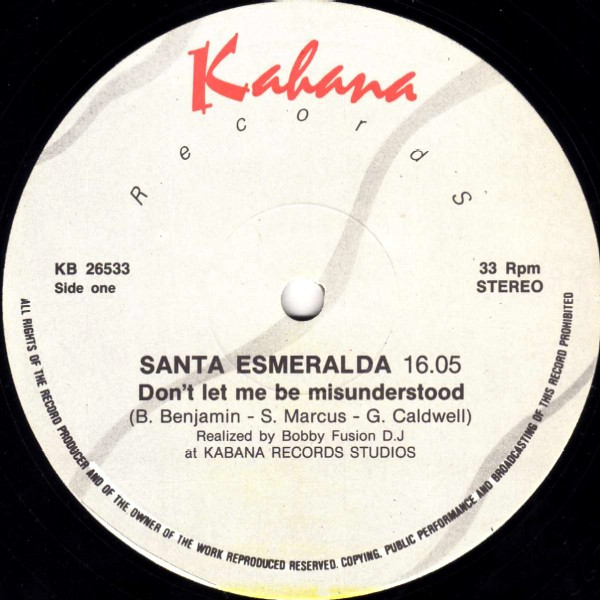 Kabana
Records
KB 26533
Side one
33 Rpm
STEREO
SANTA ESMERALDA 16.05
Don't let me be misunderstood
(B. Benjamin - S. Marcus - G. Caldwell)
Realized by Bobby Fusion D.J
at KABANA RECORDS STUDIOS
ALL RIGHTS OF THE RECORD PRODUCER AND OF THE OWNER OF THE WORK REPRODUCED RESERVED. COPYING, PUBLIC PERFORMANCE AND BROADCASTING OF THIS RECORD PROHIBITED